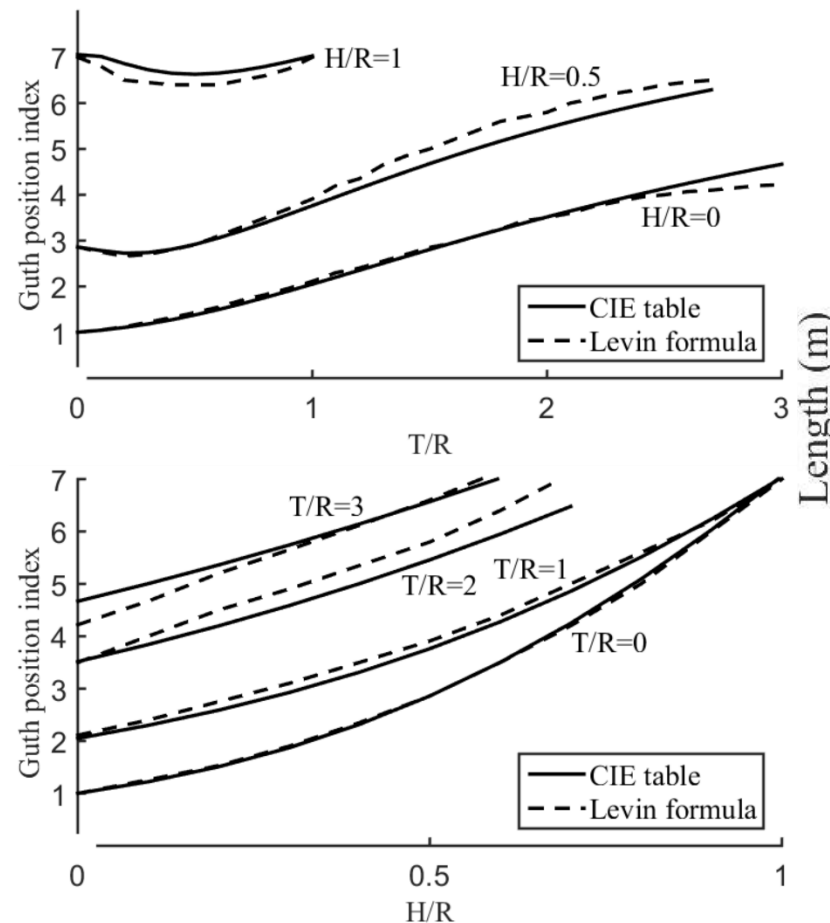 7
6
5
4
3
2
1
Guth position index
H/R=1
H/R=0.5
H/R=0
CIE table
Levin formula
0
1
2
3
T/R
Length (m)
7
6
5
4
3
2
1
Guth position index
T/R=3
T/R=2
T/R=1
T/R=0
CIE table
Levin formula
0
0.5
1
H/R